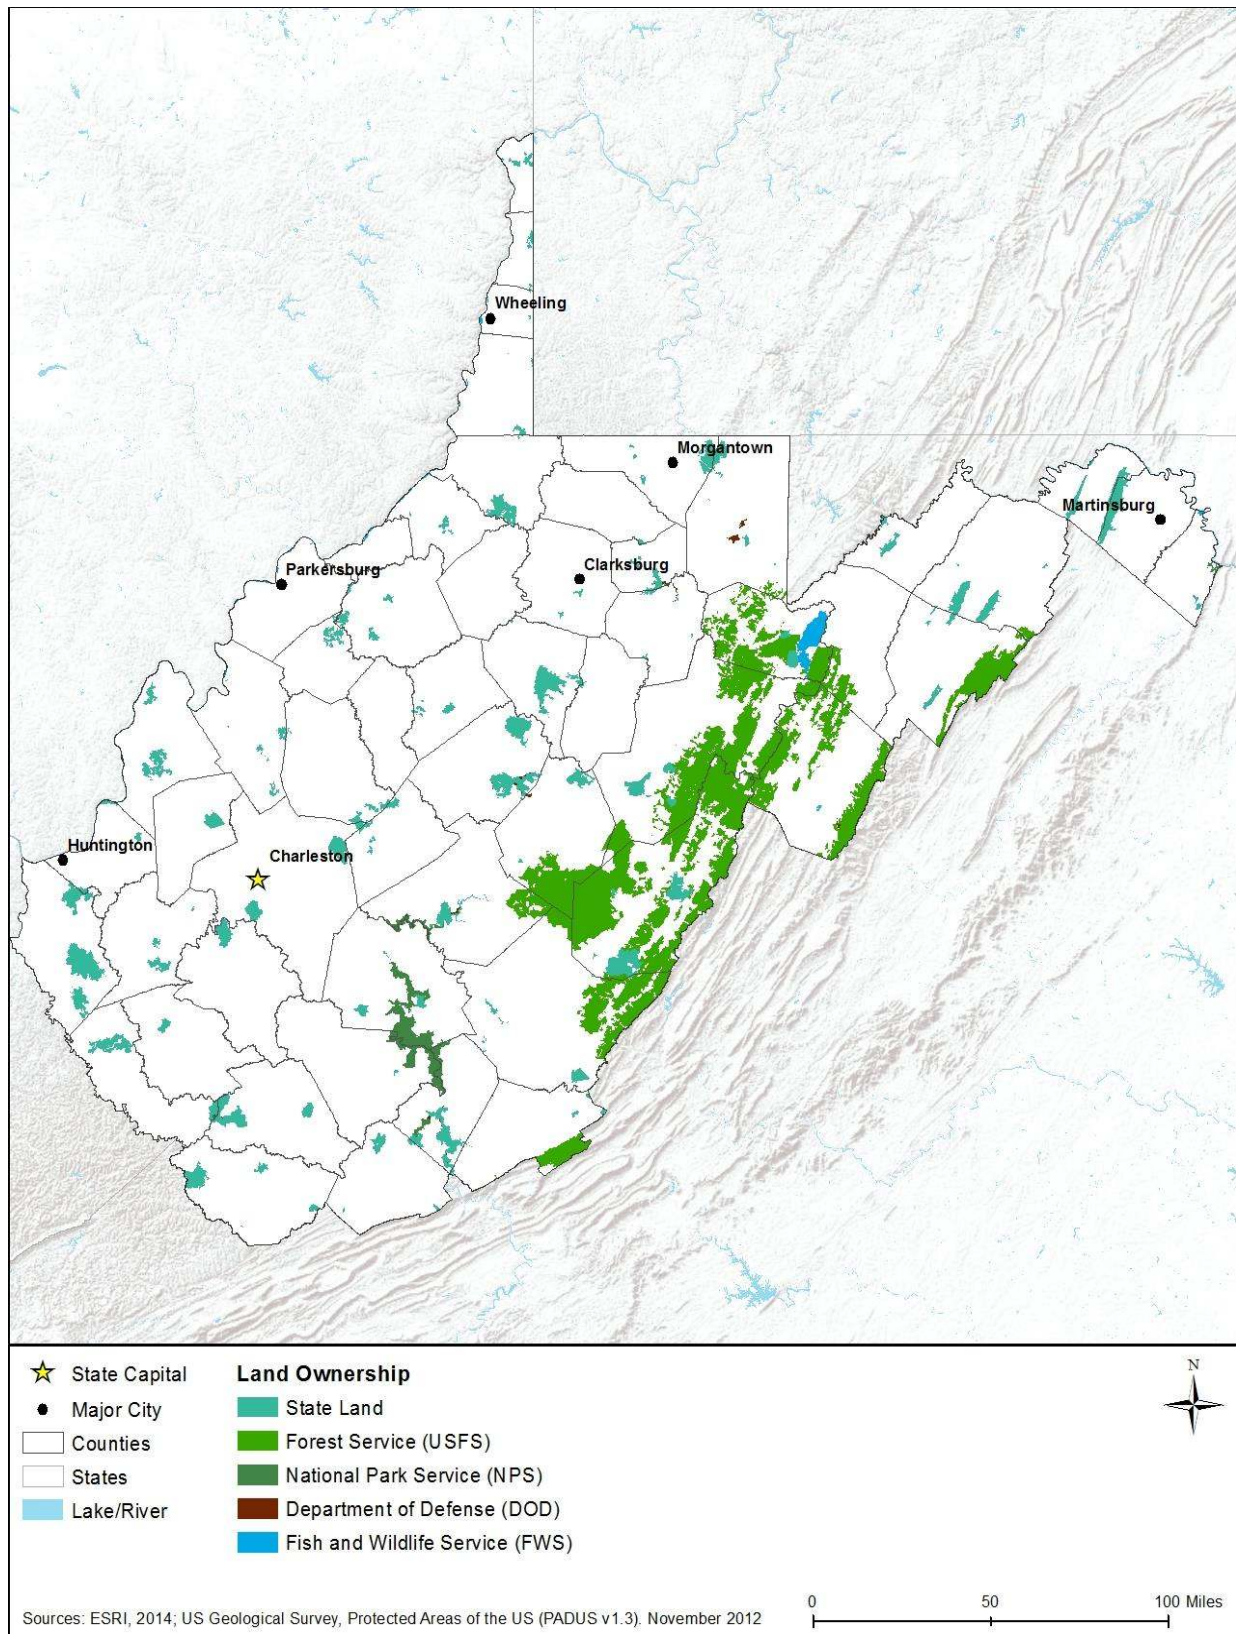 Wheeling
Morgantown
Martinsburg
Parkersburg
Clarksburg
Huntington
Charleston
State Capital
Major City
Counties
States
Lake/River
Land Ownership
State Land
Forest Service (USFS)
National Park Service (NPS)
Department of Defense (DOD)
Fish and Wildlife Service (FWS)
N
Sources: ESRI, 2014; US Geological Survey, Protected Areas of the US (PADUS v1.3). November 2012
0 50 100 Miles